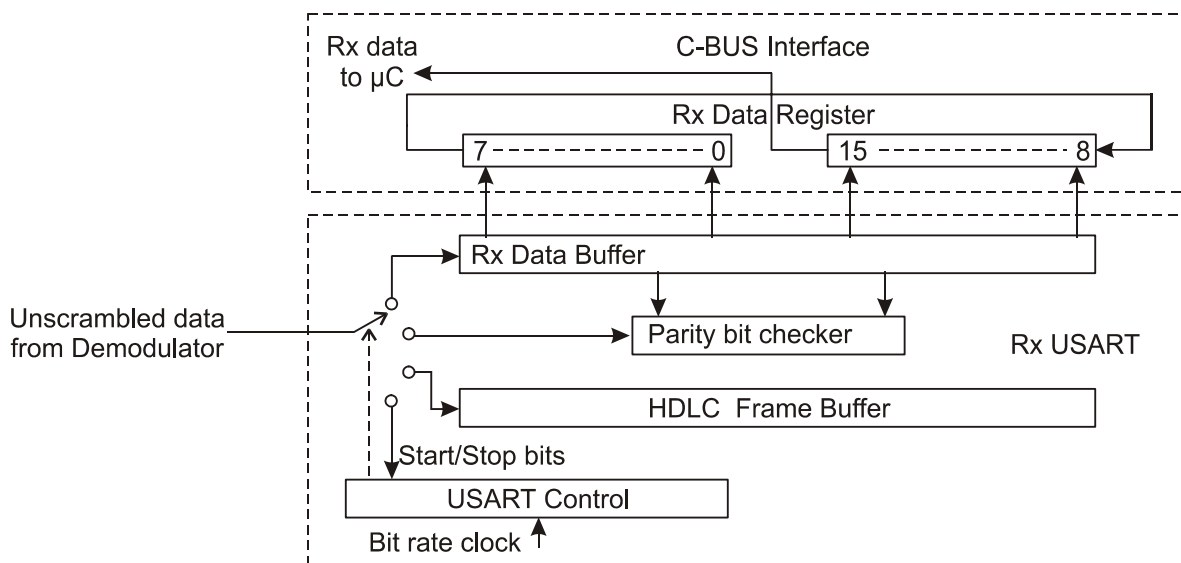 Rx data
to µC
C-BUS Interface
Rx Data Register
7 0
15 8
Rx Data Buffer
Unscrambled data
from Demodulator
Parity bit checker
Rx USART
HDLC Frame Buffer
Start/Stop bits
USART Control
Bit rate clock